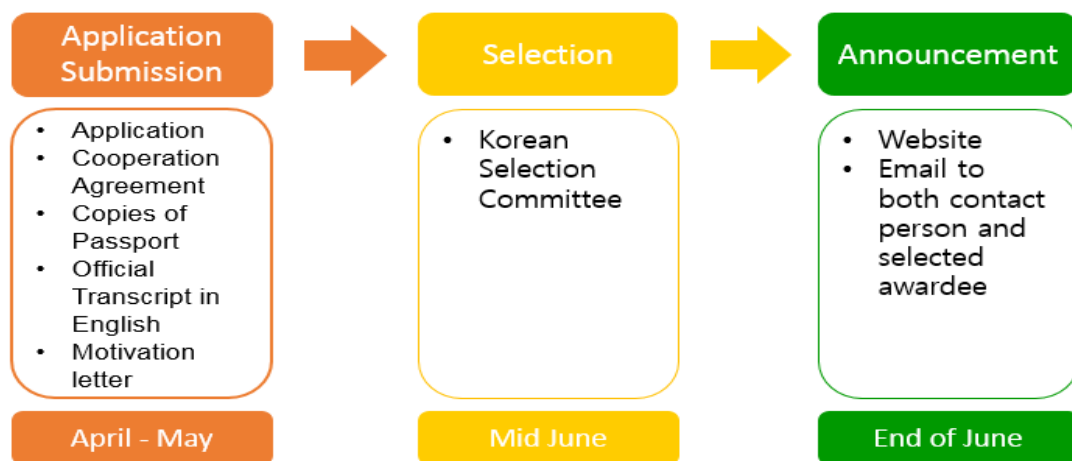 Application
Submission
• Application
• Cooperation
Agreement
• Copies of
Passport
• Official
Transcript in
English
• Motivation
letter
April - May
Selection
• Korean
Selection
Committee
Mid June
Announcement
• Website
• Email to
both contact
person and
selected
awardee
End of June